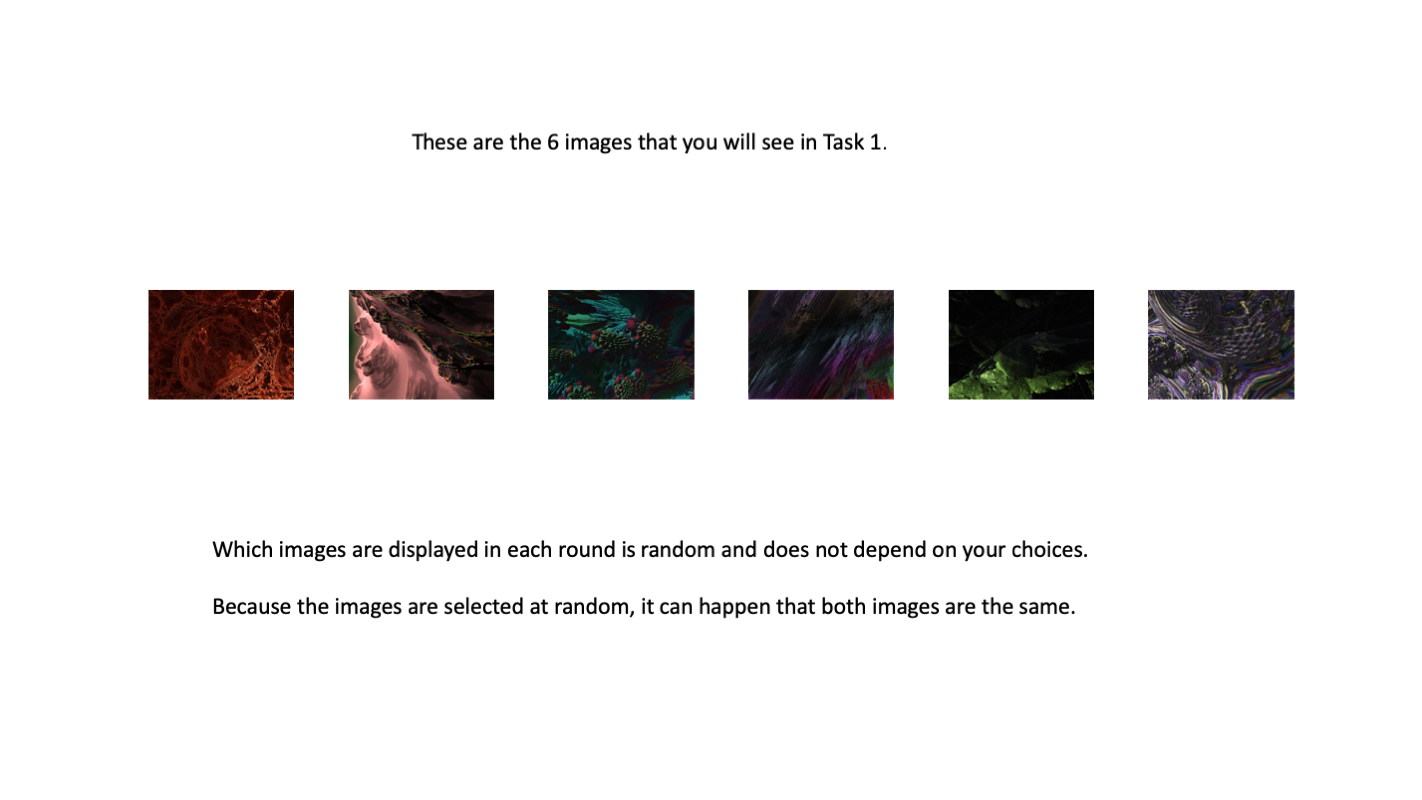 These are the 6 images that you will see in Task 1.
Which images are displayed in each round is random and does not depend on your choices.
Because the images are selected at random, it can happen that both images are the same.